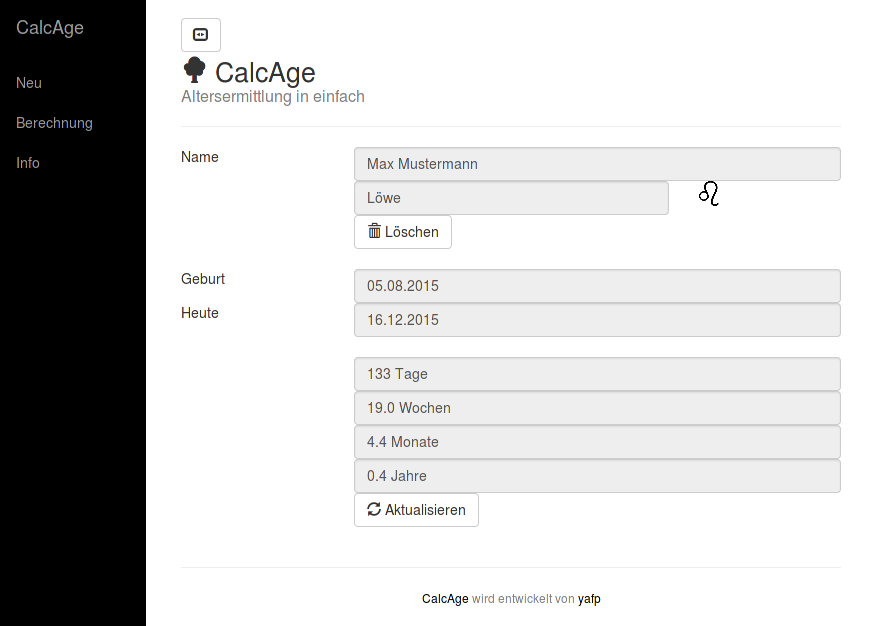 CalcAge
Neu
Berechnung
Info
CalcAge
Altersermittlung in einfach
Name
Max Mustermann
Löwe
Löschen
Geburt
05.08.2015
Heute
16.12.2015
133 Tage
19.0 Wochen
4.4 Monate
0.4 Jahre
Aktualisieren
CalcAge wird entwickelt von yafp